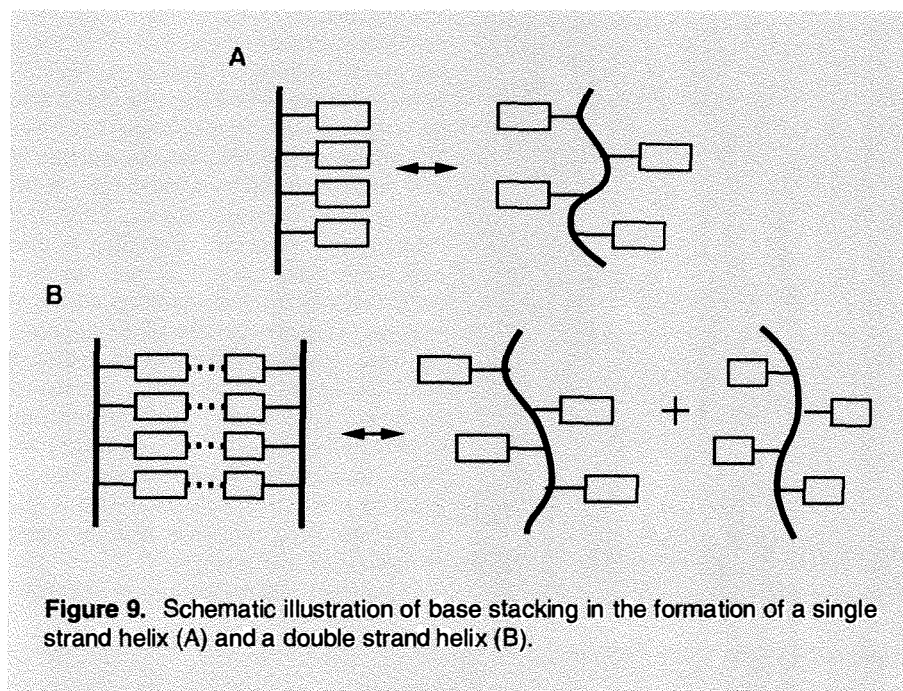 A
B
+
Figure 9. Schematic illustration of base stacking in the formation of a single
strand helix (A) and a double strand helix (B).